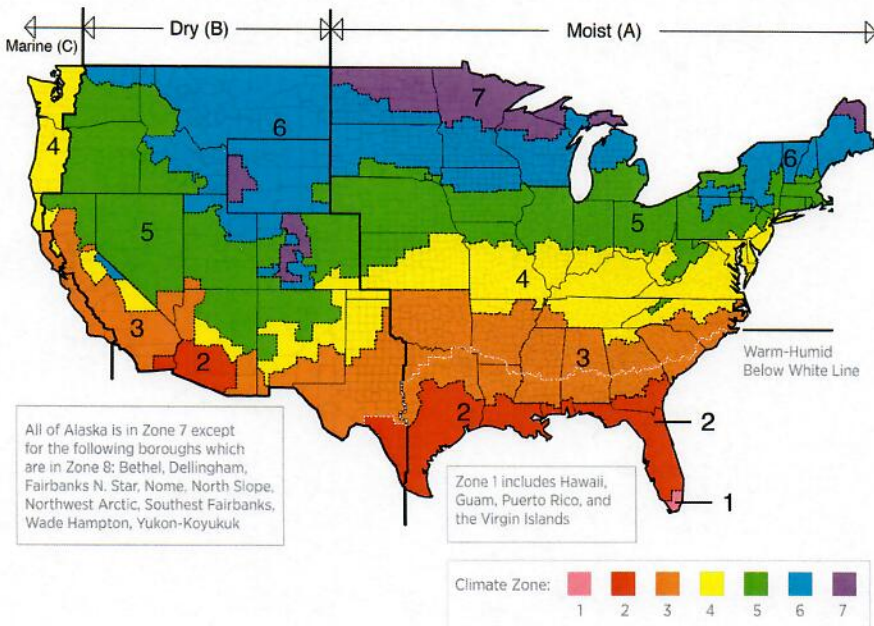 Marine (C)
Dry (B)
Moist (A)
7
6
4
6
5
5
4
3
3
2
2
2
1
Warm-Humid
Below White Line
All of Alaska is in Zone 7 except
for the following boroughs which
are in Zone 8: Bethel, Dellingham,
Fairbanks N. Star, Nome, North Slope,
Northwest Arctic, Southest Fairbanks,
Wade Hampton, Yukon-Koyukuk
Zone 1 includes Hawaii,
Guam, Puerto Rico, and
the Virgin Islands
Climate Zone:
1 2 3 4 5 6 7